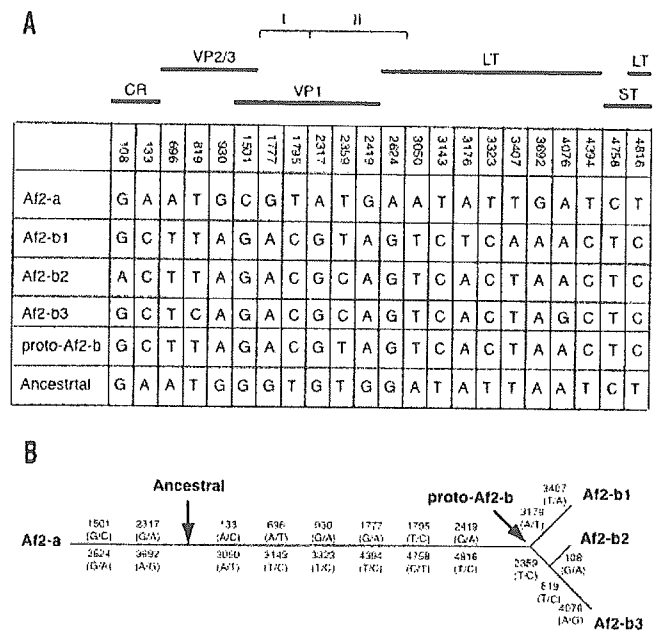 A
I II
VP2/3 LT LT
CR VP1 ST
108 133 696 819 930 1501 1777 1795 2317 2359 2419 2624 3050 3143 3176 3323 3407 3692 4076 4394 4758 4816
Af2-a G A A T G C G T A T G A A T A T T G A T C T
Af2-b1 G C T T A G A C G T A G T C T C A A A C T C
Af2-b2 A C T T A G A C G C A G T C A C T A A C T C
Af2-b3 G C T C A G A C G C A G T C A C T A G C T C
proto-Af2-b G C T T A G A C G T A G T C A C T A A C T C
Ancestrtal G A A T G G G T G T G G A T A T T A A T C T
B
Ancestral proto-Af2-b
3407 (T/A) Af2-b1
3179 (A/T)
1501 2317 133 696 930 1777 1795 2419
(G/C) (G/A) (A/C) (A/T) (G/A) (G/A) (T/C) (G/A)
Af2-a Af2-b2
2624 3692 3050 3143 3323 4394 4758 4816
(G/A) (A/G) (A/T) (T/C) (T/C) (T/C) (C/T) (T/C)
2359 (T/C) 108 (G/A)
819 (T/C)
4076 (A/G) Af2-b3